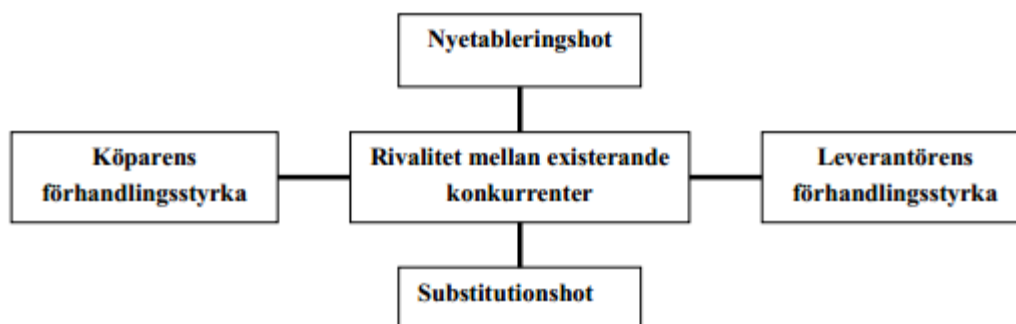 Nyetableringshot
Köparens
förhandlingsstyrka
Rivalitet mellan existerande
konkurrenter
Leverantörens
förhandlingsstyrka
Substitutionshot